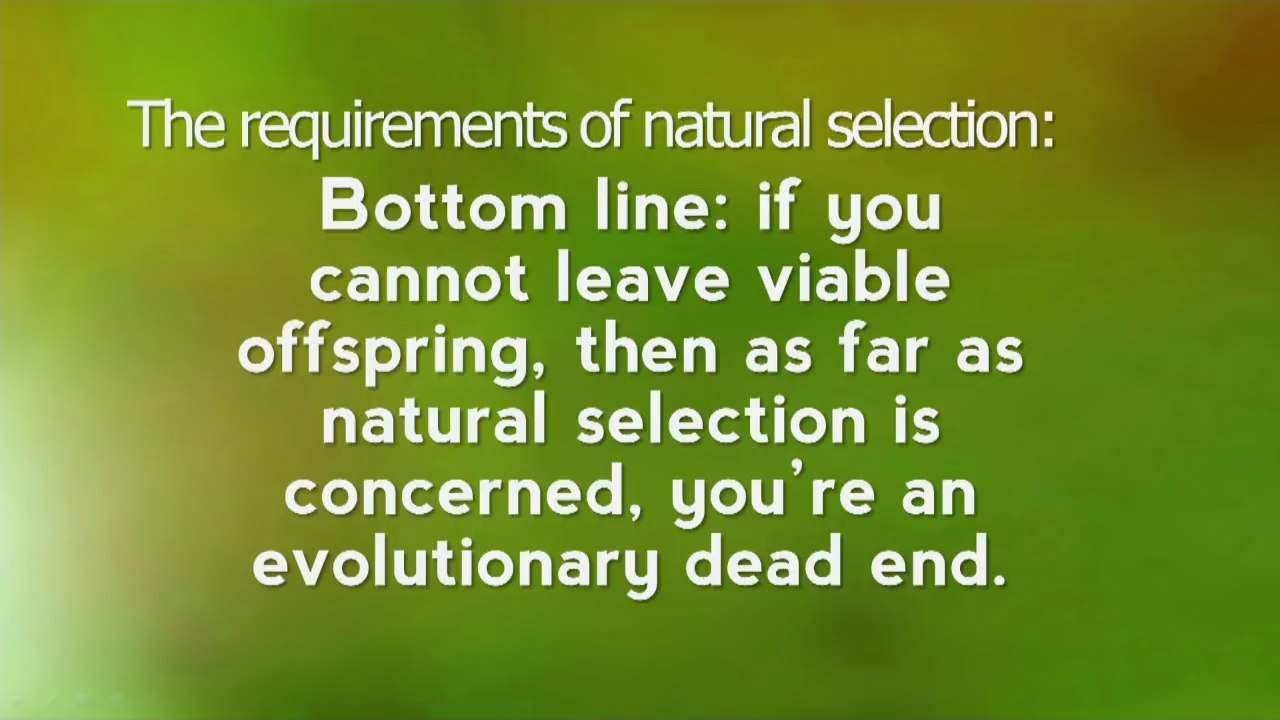 The requirements of natural selection:
Bottom line: if you
cannot leave viable
offspring, then as far as
natural selection is
concerned, you’re an
evolutionary dead end.